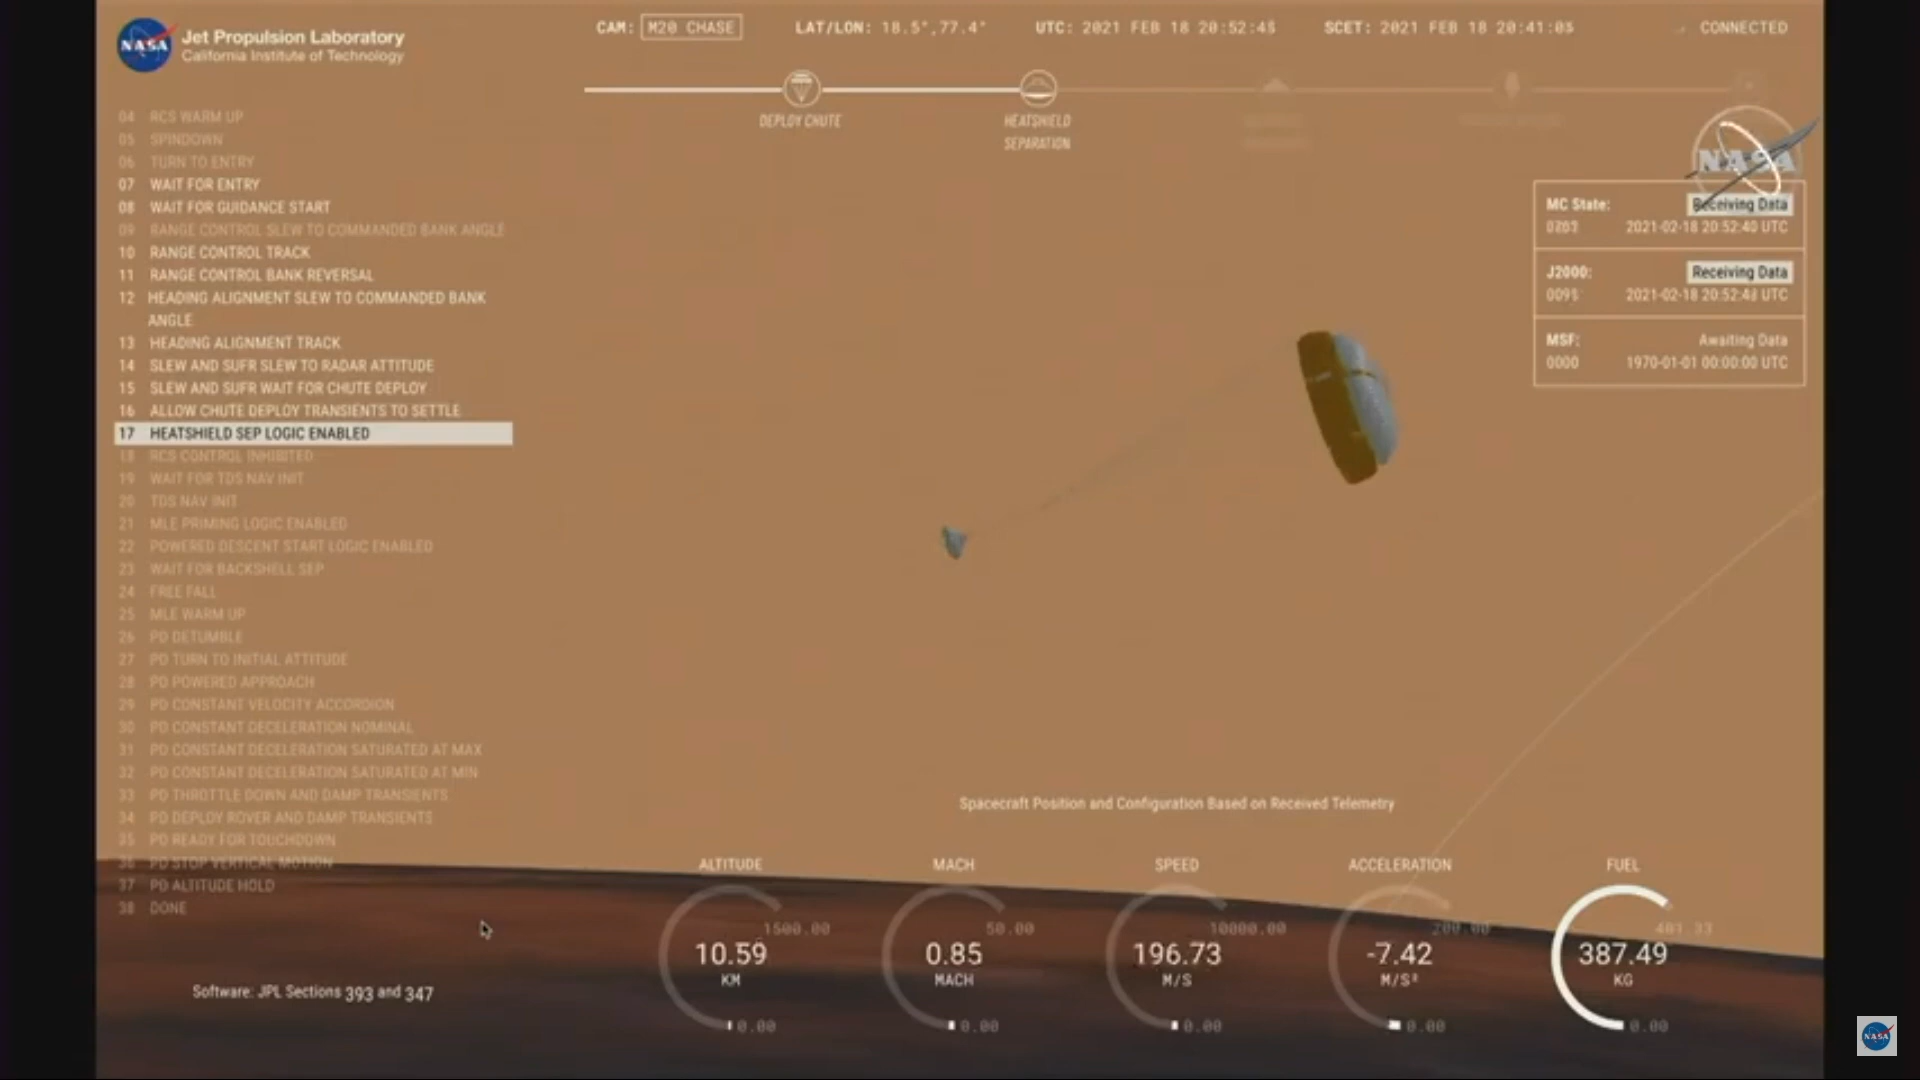 NASA
Jet Propulsion Laboratory
California Institute of Technology
CAM: M20 CHASE
LAT/LON: 18.5°,77.4°
UTC: 2021 FEB 18 20:52:4
SCET: 2021 FEB 18 20:41:0
CONNECTED
DEPLOY CHUTE
HEATSHIELD
SEPARATION
NASA
MC State: Receiving Data
2021-02-18 20:52:40 UTC
J2000: Receiving Data
2021-02-18 20:52:4 UTC
MSF: Awaiting Data
0000 1970-01-01 00:00:00 UTC
04 RCS WARM UP
05 SPINDOWN
06 TURN TO ENTRY
07 WAIT FOR ENTRY
08 WAIT FOR GUIDANCE START
09 RANGE CONTROL SLEW TO COMMANDED BANK ANGLE
10 RANGE CONTROL TRACK
11 RANGE CONTROL BANK REVERSAL
12 HEADING ALIGNMENT SLEW TO COMMANDED BANK
ANGLE
13 HEADING ALIGNMENT TRACK
14 SLEW AND SUFR SLEW TO RADAR ATTITUDE
15 SLEW AND SUFR WAIT FOR CHUTE DEPLOY
16 ALLOW CHUTE DEPLOY TRANSIENTS TO SETTLE
17 HEATSHIELD SEP LOGIC ENABLED
18 RCS CONTROL INHIBITED
19 WAIT FOR TDS NAV INIT
20 TDS NAV INIT
21 MLE PRIMING LOGIC ENABLED
22 POWERED DESCENT START LOGIC ENABLED
23 WAIT FOR BACKSHELL SEP
24 FREE FALL
25 MLE WARM UP
26 PD DETUMBLE
27 PD TURN TO INITIAL ATTITUDE
28 PD POWERED APPROACH
29 PD CONSTANT VELOCITY ACCORDION
30 PD CONSTANT DECELERATION NOMINAL
31 PD CONSTANT DECELERATION SATURATED AT MAX
32 PD CONSTANT DECELERATION SATURATED AT MIN
33 PD THROTTLE DOWN AND DAMP TRANSIENTS
34 PD DEPLOY ROVER AND DAMP TRANSIENTS
35 PD READY FOR TOUCHDOWN
36 PD STOP VERTICAL MOTION
37 PD ALTITUDE HOLD
38 DONE
Spacecraft Position and Configuration Based on Received Telemetry
ALTITUDE MACH SPEED ACCELERATION FUEL
1500.00 50.00 10000.00 200.00 401.33
10.59 0.85 196.73 -7.42 387.49
KM MACH M/S M/S² KG
0.00 0.00 0.00 0.00 0.00
Software: JPL Sections 393 and 347
NASA